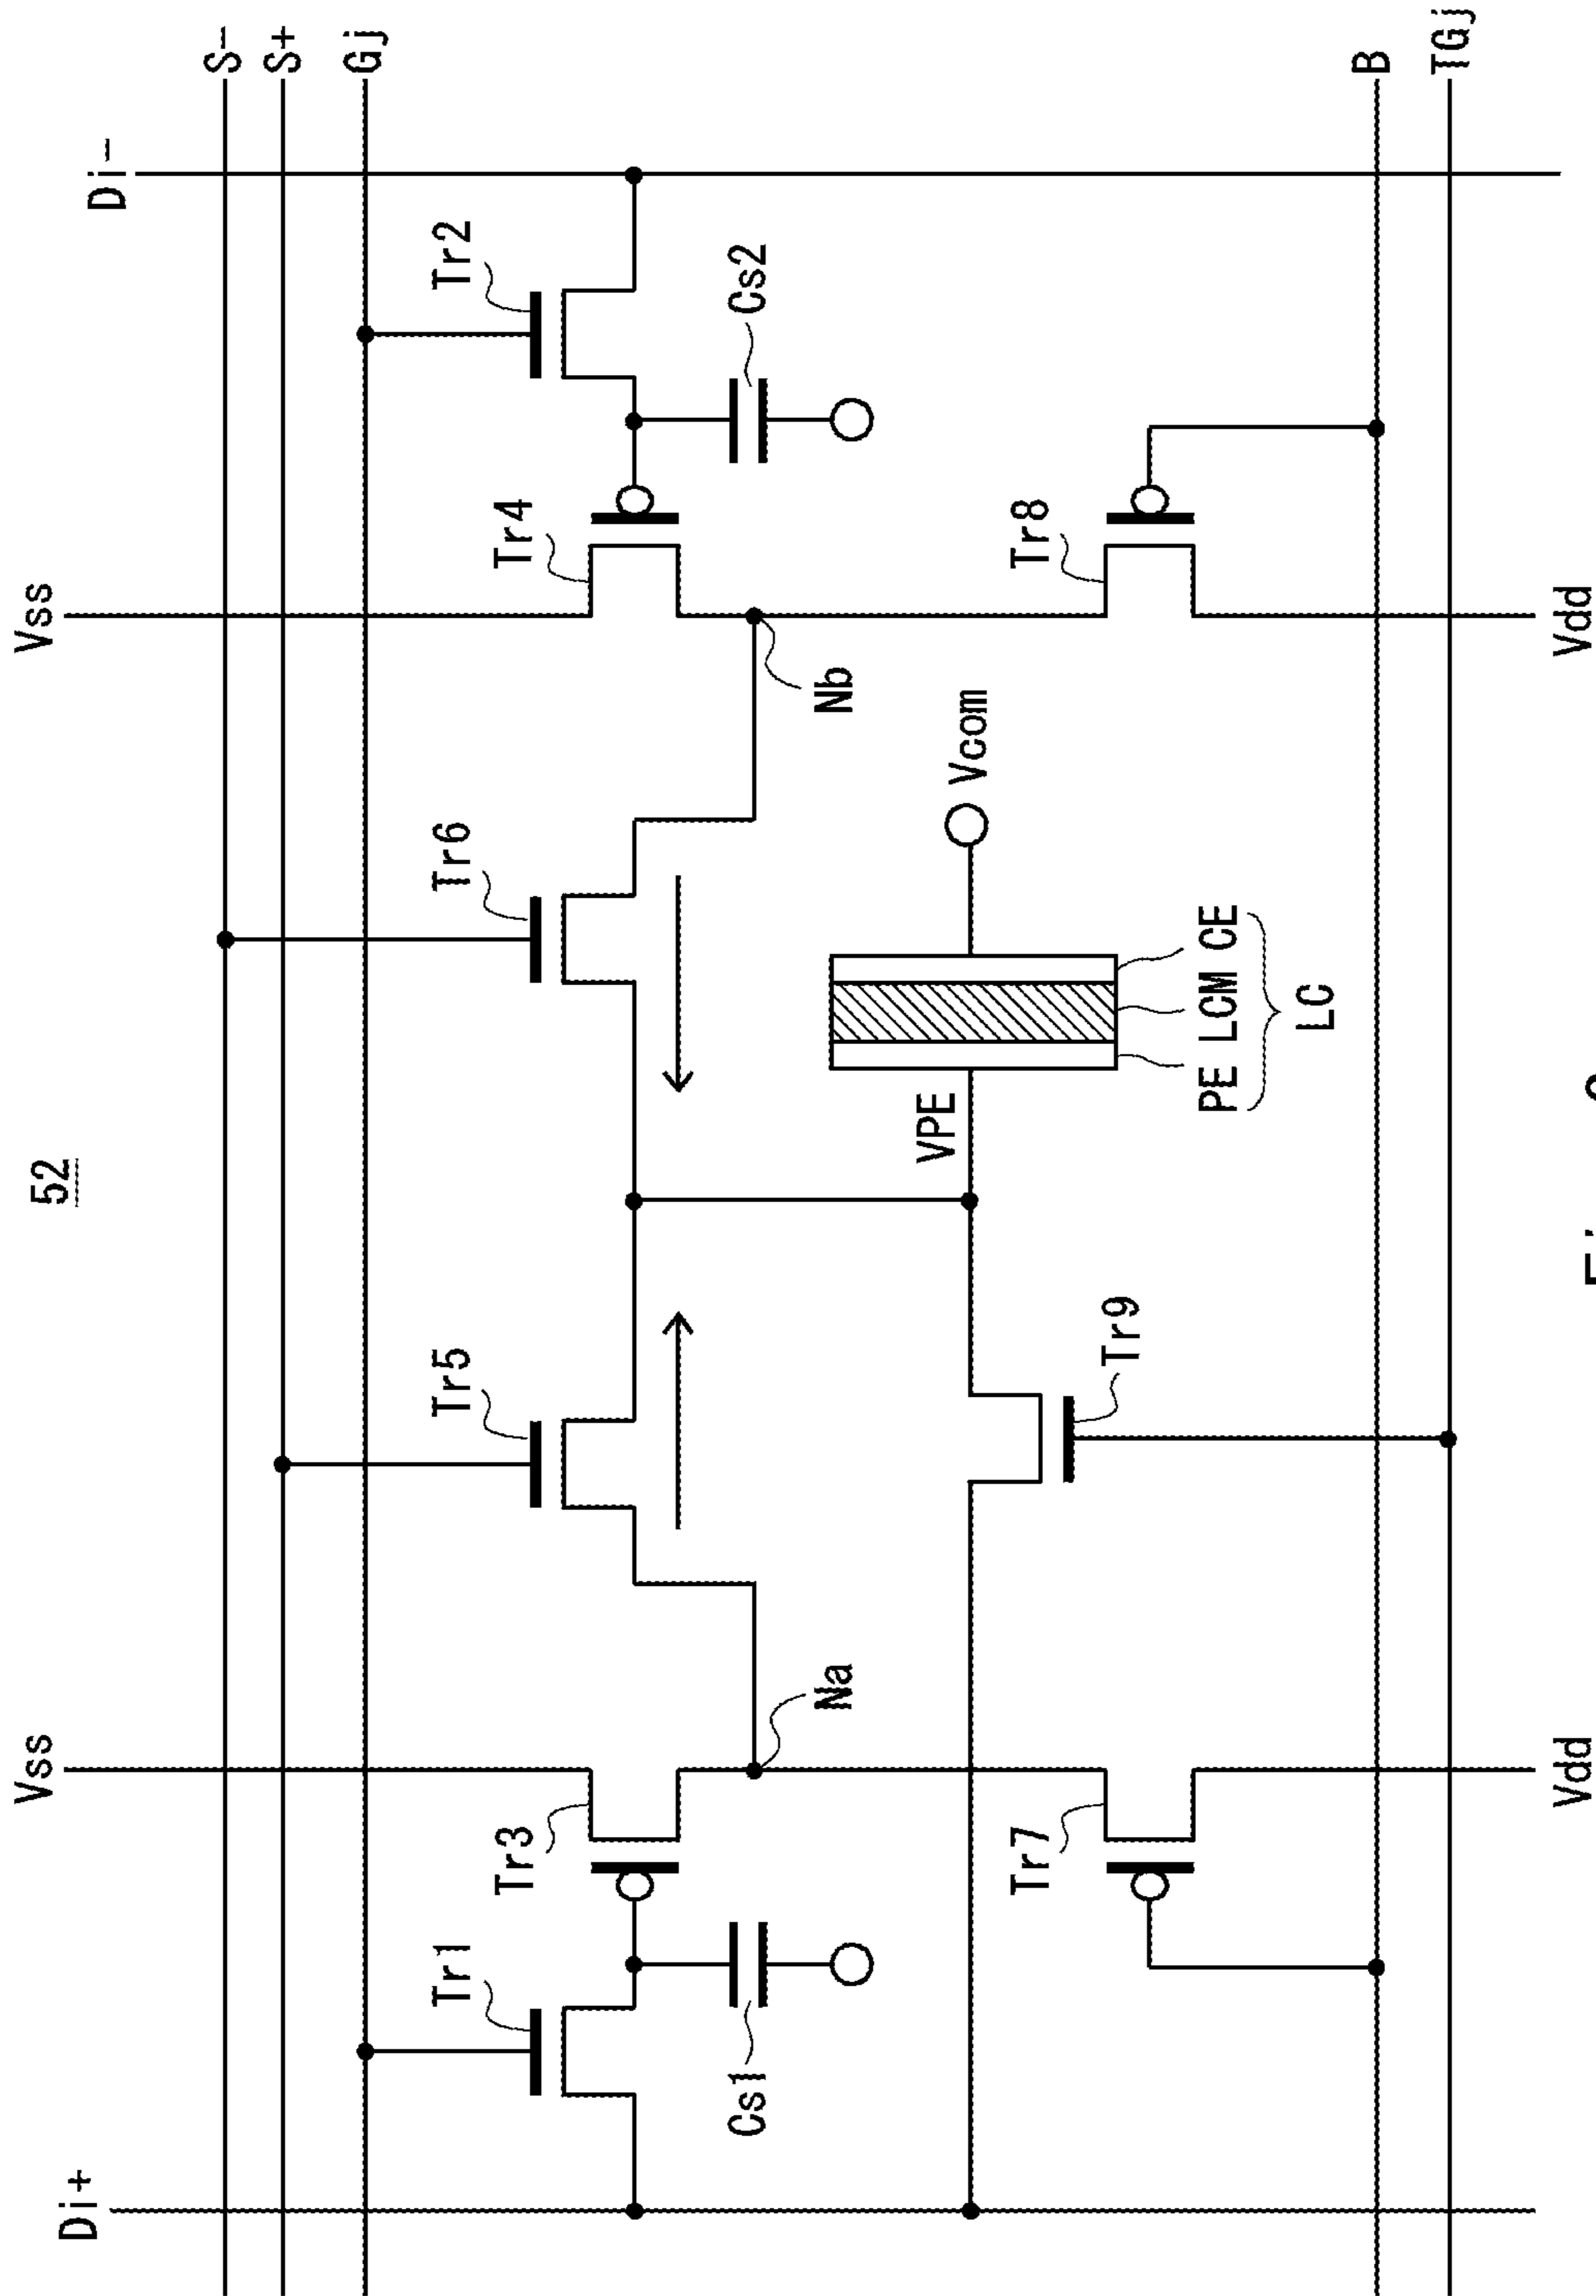 52
Vss
Vss
Di+
Di-
S-
S+
Gj
Tr1
Tr5
Tr6
Tr2
Tr3
Tr4
Cs1
Cs2
Na
Nb
VPE
Vcom
Tr7
Tr8
Tr9
PE LCM CE
LC
B
TGj
Vdd
Vdd